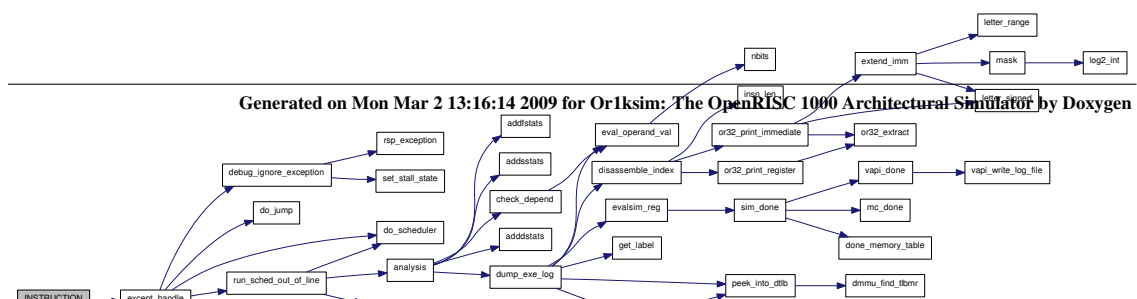 letter_range
nbits
extend_imm
mask
log2_int
insn_len
letter_signed
Generated on Mon Mar 2 13:16:14 2009 for Or1ksim: The OpenRISC 1000 Architectural Simulator by Doxygen
addfstats
eval_operand_val
or32_print_immediate
or32_extract
rsp_exception
debug_ignore_exception
addsstats
disassemble_index
or32_print_register
vapi_done
vapi_write_log_file
set_stall_state
check_depend
evalsim_reg
sim_done
mc_done
do_jump
do_scheduler
adddstats
get_label
done_memory_table
analysis
run_sched_out_of_line
dump_exe_log
peek_into_dtlb
dmmu_find_tlbmr
INSTRUCTION
except_handle